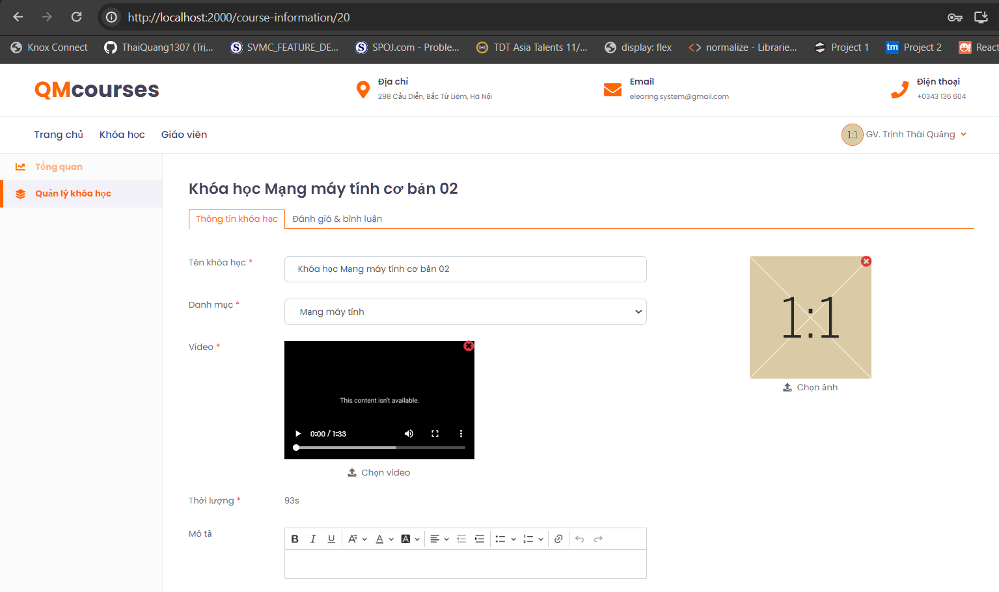 http://localhost:2000/course-information/20
Knox Connect
ThaiQuang1307 (Trị...
SVMC_FEATURE_DE...
SPOJ.com - Proble...
TDT Asia Talents 11/...
display: flex
normalize - Librarie...
Project 1
tm Project 2
React
QMcourses
Địa chỉ
298 Cầu Diễn, Bắc Từ Liêm, Hà Nội
Email
elearing.system@gmail.com
Điện thoại
+0343 136 604
Trang chủ
Khóa học
Giáo viên
1:1
GV. Trịnh Thái Quảng
Tổng quan
Quản lý khóa học
Khóa học Mạng máy tính cơ bản 02
Thông tin khóa học
Đánh giá & bình luận
Tên khóa học *
Khóa học Mạng máy tính cơ bản 02
Danh mục *
Mạng máy tính
Video *
This content isn't available.
0:00 / 1:33
Chọn video
1:1
Chọn ảnh
Thời lượng *
93s
Mô tả
B I U A A A